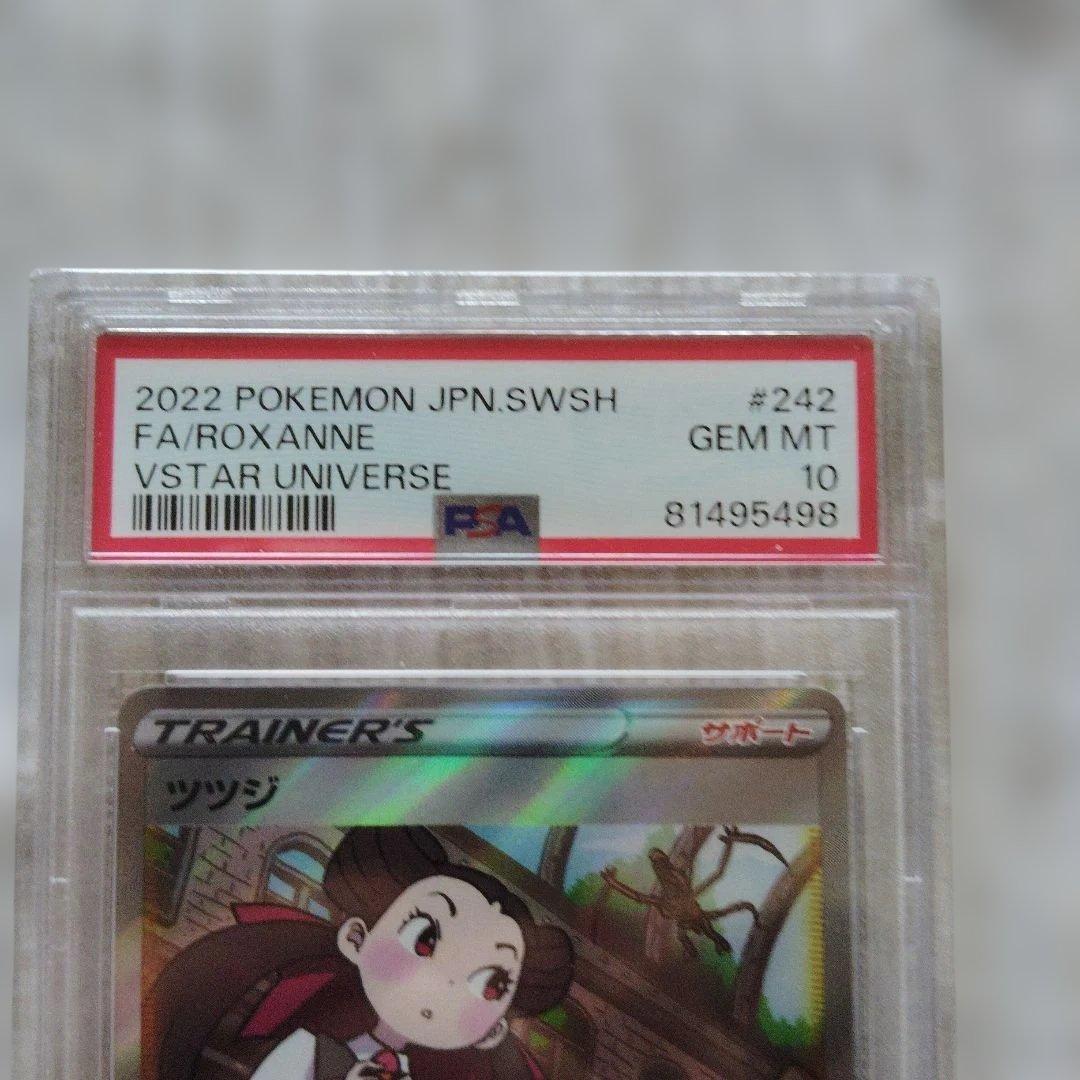 2022 POKEMON JPN.SWSH #242
FA/ROXANNE GEM MT
VSTAR UNIVERSE 10
PSA 81495498
TRAINER'S サポート
ツツジ